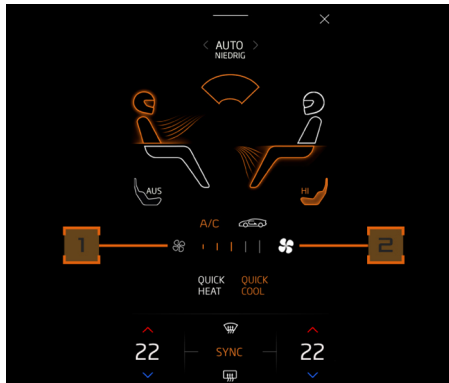 AUTO
NIEDRIG
AUS
HI
A/C
1
2
QUICK
HEAT
QUICK
COOL
22
SYNC
22